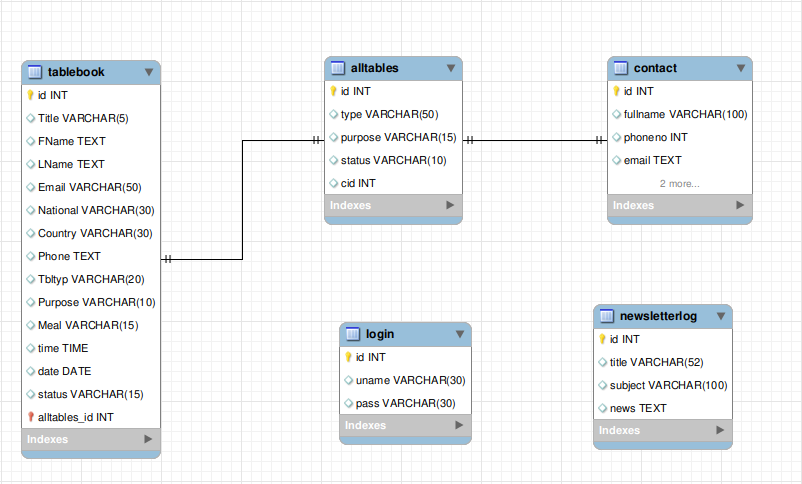 tablebook
id INT
Title VARCHAR(5)
FName TEXT
LName TEXT
Email VARCHAR(50)
National VARCHAR(30)
Country VARCHAR(30)
Phone TEXT
Tbltyp VARCHAR(20)
Purpose VARCHAR(10)
Meal VARCHAR(15)
time TIME
date DATE
status VARCHAR(15)
alltables_id INT
Indexes
alltables
id INT
type VARCHAR(50)
purpose VARCHAR(15)
status VARCHAR(10)
cid INT
Indexes
contact
id INT
fullname VARCHAR(100)
phoneno INT
email TEXT
2 more...
Indexes
login
id INT
uname VARCHAR(30)
pass VARCHAR(30)
Indexes
newsletterlog
id INT
title VARCHAR(52)
subject VARCHAR(100)
news TEXT
Indexes